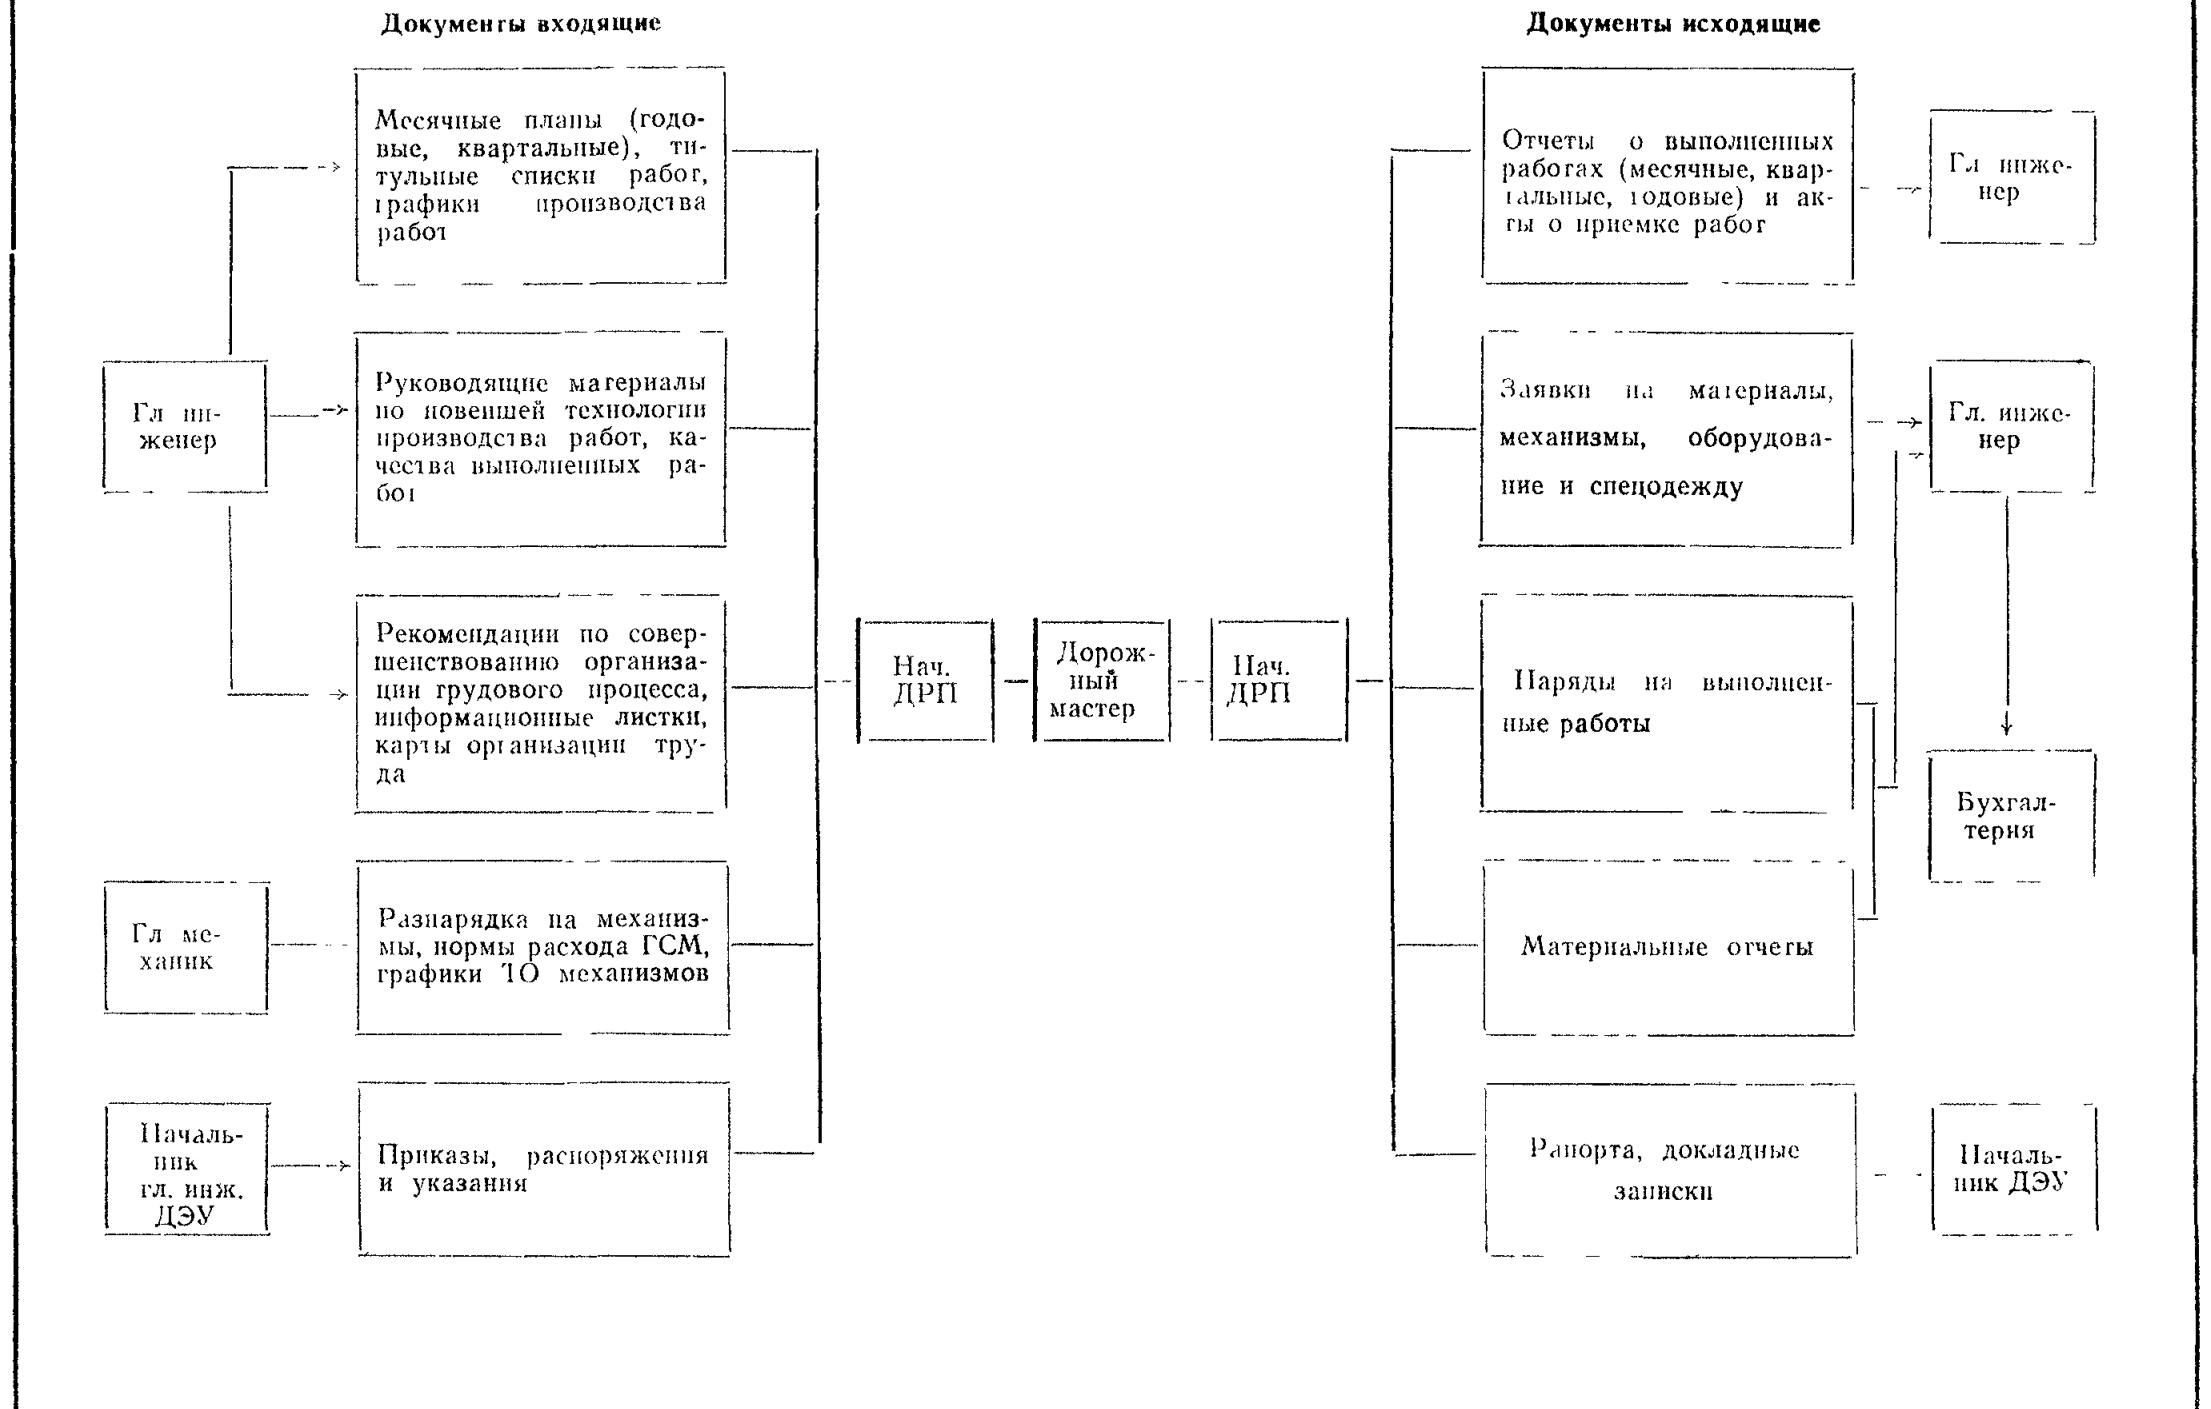 Документы входящие
Месячные планы (годо-
вые, квартальные), ти-
тульные списки работ,
графики производства
работ
Гл ин-
женер
Руководящие материалы
по новейшей технологии
производства работ, ка-
чества выполненных ра-
бот
Рекомендации по совер-
шенствованию организа-
ции трудового процесса,
информационные листки,
карты организации тру-
да
Гл ме-
ханик
Разнарядка на механиз-
мы, нормы расхода ГСМ,
графики ТО механизмов
Началь-
ник
гл. инж.
ДЭУ
Приказы, распоряжения
и указания
Нач.
ДРП
Дорож-
ный
мастер
Нач.
ДРП
Документы исходящие
Отчеты о выполненных
работах (месячные, квар-
тальные, годовые) и ак-
ты о приемке работ
Гл инже-
нер
Заявки на материалы,
механизмы, оборудова-
ние и спецодежду
Гл. инже-
нер
Наряды на выполнен-
ные работы
Бухгал-
терия
Материальные отчеты
Рапорта, докладные
записки
Началь-
ник ДЭУ